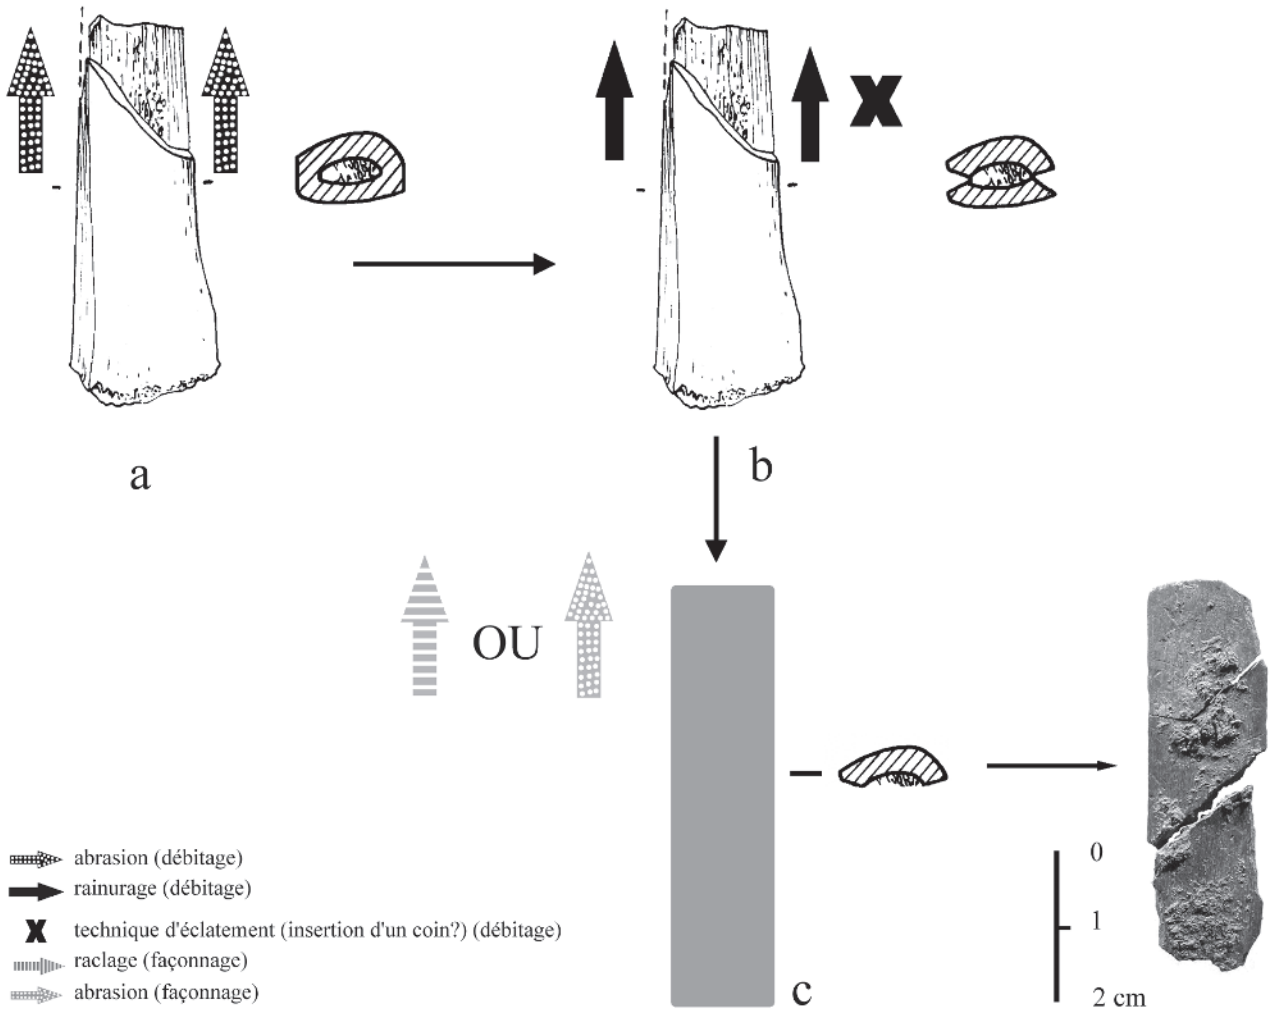 a
b
OU
c
0
1
2 cm
abrasion (débitage)
rainurage (débitage)
technique d'éclatement (insertion d'un coin?) (débitage)
raclage (façonnage)
abrasion (façonnage)